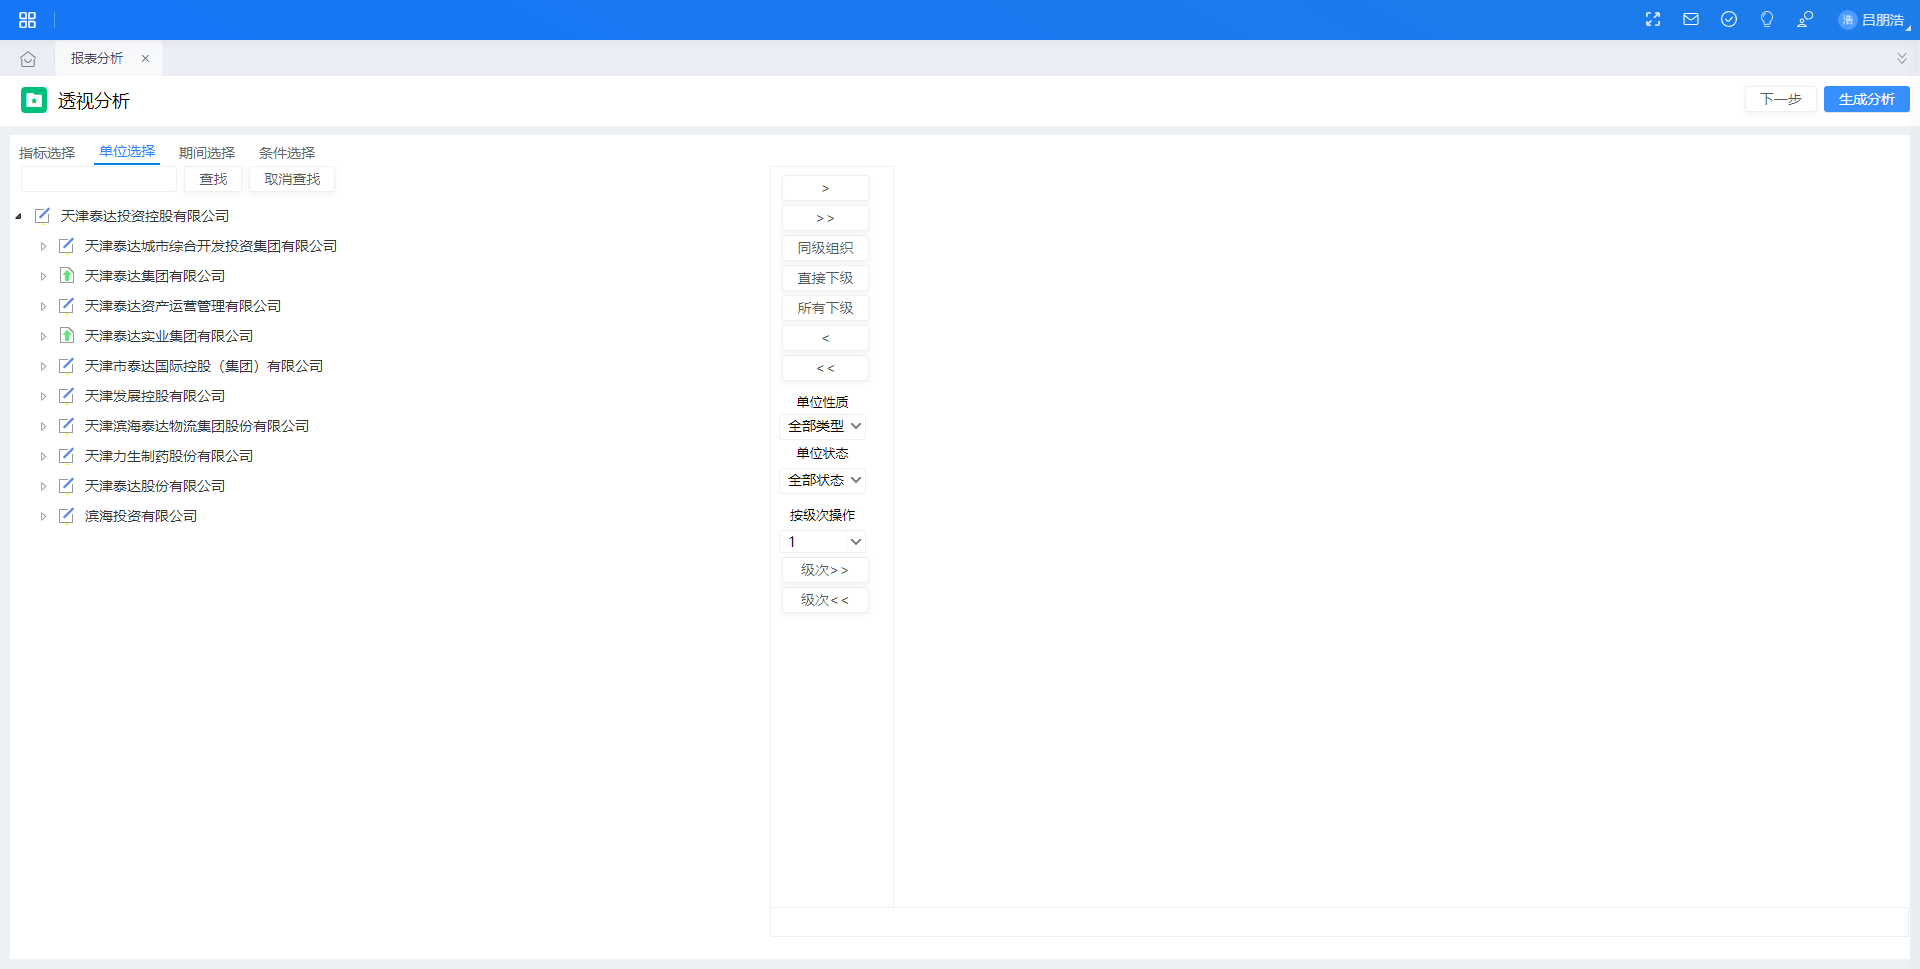 浩 吕朋浩
报表分析
透视分析
下一步 生成分析
指标选择 单位选择 期间选择 条件选择
查找 取消查找
天津泰达投资控股有限公司
天津泰达城市综合开发投资集团有限公司
天津泰达集团有限公司
天津泰达资产运营管理有限公司
天津泰达实业集团有限公司
天津市泰达国际控股（集团）有限公司
天津发展控股有限公司
天津滨海泰达物流集团股份有限公司
天津力生制药股份有限公司
天津泰达股份有限公司
滨海投资有限公司
>
>>
同级组织
直接下级
所有下级
<
<<
单位性质
全部类型
单位状态
全部状态
按级次操作
1
级次>>
级次<<